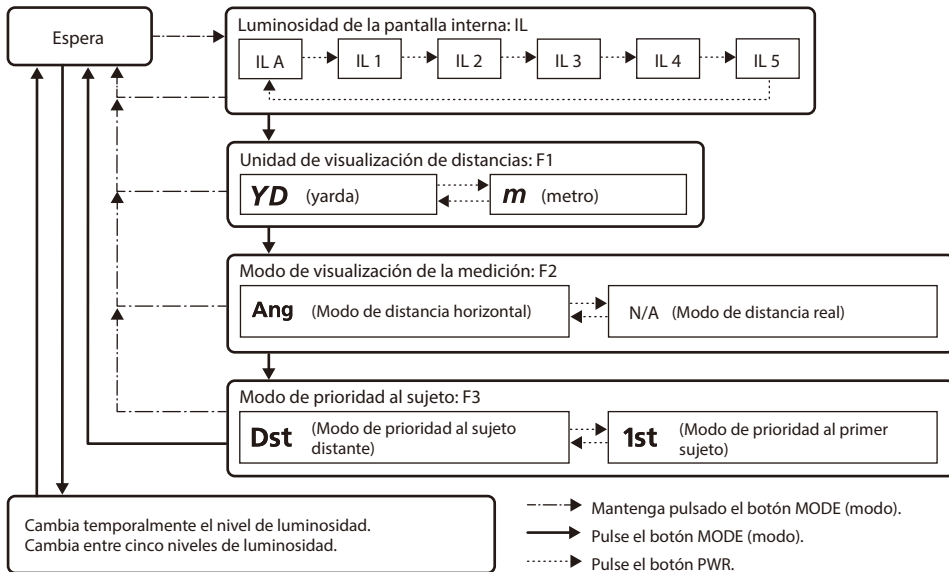 Espera
Luminosidad de la pantalla interna: IL
IL A
IL 1
IL 2
IL 3
IL 4
IL 5
Unidad de visualización de distancias: F1
YD (yarda)
m (metro)
Modo de visualización de la medición: F2
Ang (Modo de distancia horizontal)
N/A (Modo de distancia real)
Modo de prioridad al sujeto: F3
Dst (Modo de prioridad al sujeto
distante)
1st (Modo de prioridad al primer
sujeto)
Cambia temporalmente el nivel de luminosidad.
Cambia entre cinco niveles de luminosidad.
Mantenga pulsado el botón MODE (modo).
Pulse el botón MODE (modo).
Pulse el botón PWR.